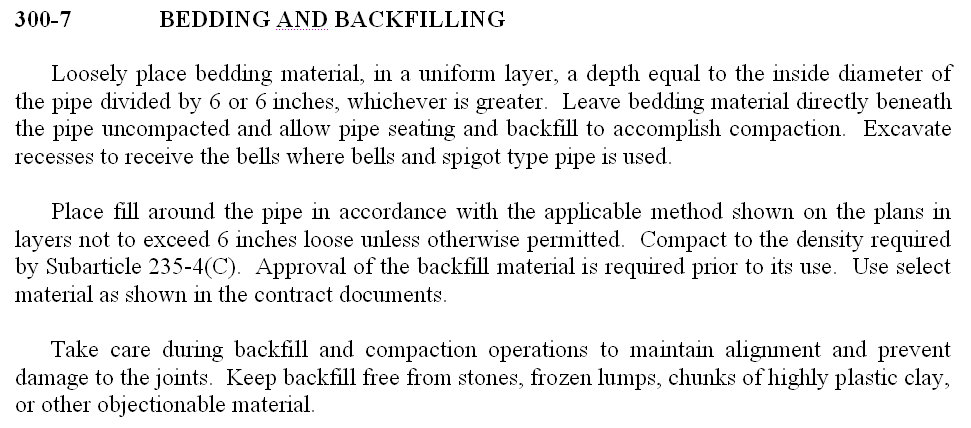 300-7 BEDDING AND BACKFILLING
Loosely place bedding material, in a uniform layer, a depth equal to the inside diameter of
the pipe divided by 6 or 6 inches, whichever is greater. Leave bedding material directly beneath
the pipe uncompacted and allow pipe seating and backfill to accomplish compaction. Excavate
recesses to receive the bells where bells and spigot type pipe is used.
Place fill around the pipe in accordance with the applicable method shown on the plans in
layers not to exceed 6 inches loose unless otherwise permitted. Compact to the density required
by Subarticle 235-4(C). Approval of the backfill material is required prior to its use. Use select
material as shown in the contract documents.
Take care during backfill and compaction operations to maintain alignment and prevent
damage to the joints. Keep backfill free from stones, frozen lumps, chunks of highly plastic clay,
or other objectionable material.